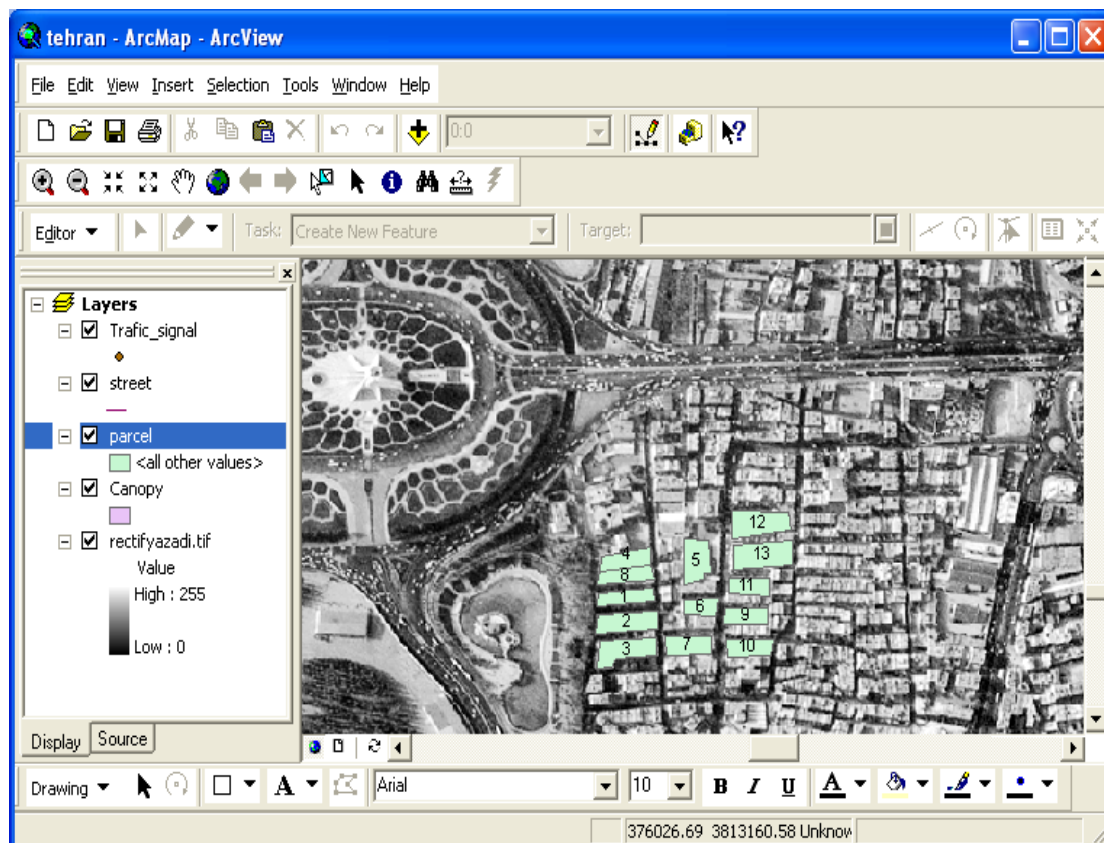 tehran - ArcMap - ArcView
File Edit View Insert Selection Tools Window Help
0:0
Editor Task: Create New Feature Target:
Layers
Trafic_signal
street
parcel
<all other values>
Canopy
rectifyazadi.tif
Value
High : 255
Low : 0
12
4
5
13
8
11
1
6
9
2
7
10
3
Display Source
Drawing A Arial 10 B I U A
376026.69 3813160.58 Unknow